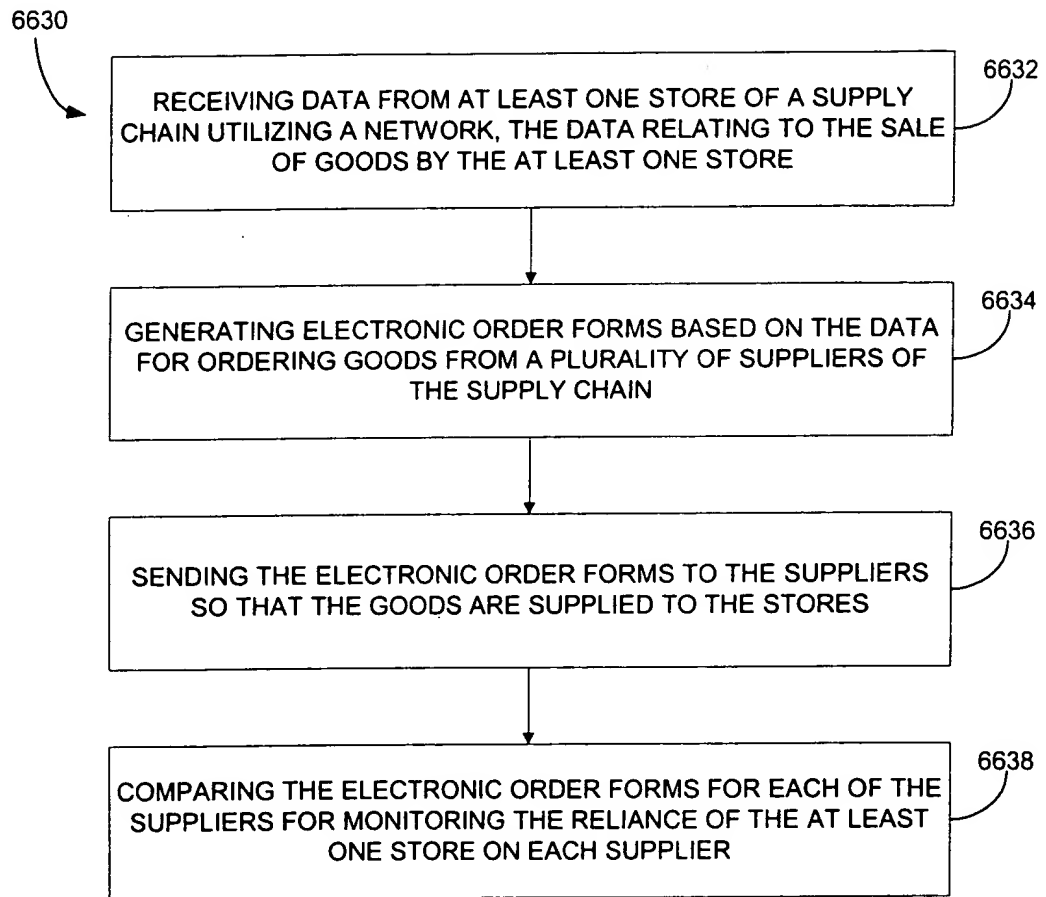 6630
6632
RECEIVING DATA FROM AT LEAST ONE STORE OF A SUPPLY
CHAIN UTILIZING A NETWORK, THE DATA RELATING TO THE SALE
OF GOODS BY THE AT LEAST ONE STORE
6634
GENERATING ELECTRONIC ORDER FORMS BASED ON THE DATA
FOR ORDERING GOODS FROM A PLURALITY OF SUPPLIERS OF
THE SUPPLY CHAIN
6636
SENDING THE ELECTRONIC ORDER FORMS TO THE SUPPLIERS
SO THAT THE GOODS ARE SUPPLIED TO THE STORES
6638
COMPARING THE ELECTRONIC ORDER FORMS FOR EACH OF THE
SUPPLIERS FOR MONITORING THE RELIANCE OF THE AT LEAST
ONE STORE ON EACH SUPPLIER